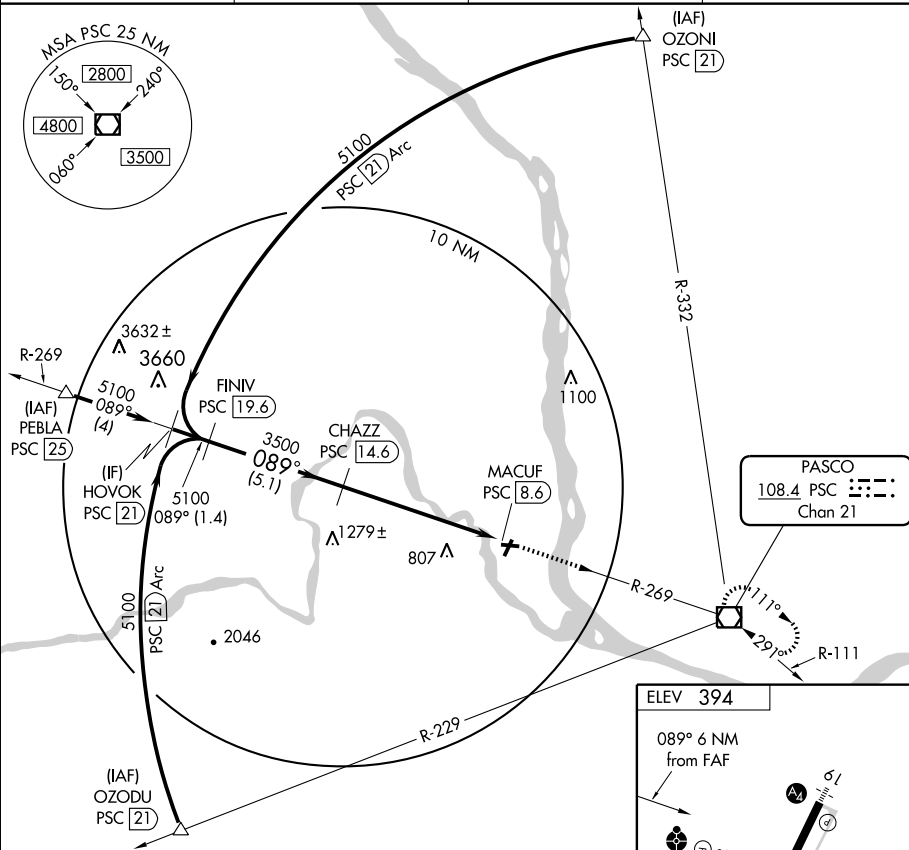 MSA PSC 25 NM
150°
2800
240°
4800
060°
3500
(IAF)
OZONI
PSC 21
5100
PSC 21 Arc
10 NM
R-332
3632±
3660
R-269
5100
089°
(4)
(IAF)
PEBLA
PSC 25
FINIV
PSC 19.6
1100
3500
089°
(5.1)
CHAZZ
PSC 14.6
(IF)
HOVOK
PSC 21
5100
089° (1.4)
MACUF
PSC 8.6
PASCO
108.4 PSC
Chan 21
1279±
807
R-269
111°
291°
R-111
5100
PSC 21 Arc
2046
R-229
(IAF)
OZODU
PSC 21
ELEV 394
089° 6 NM
from FAF
19
A4
P